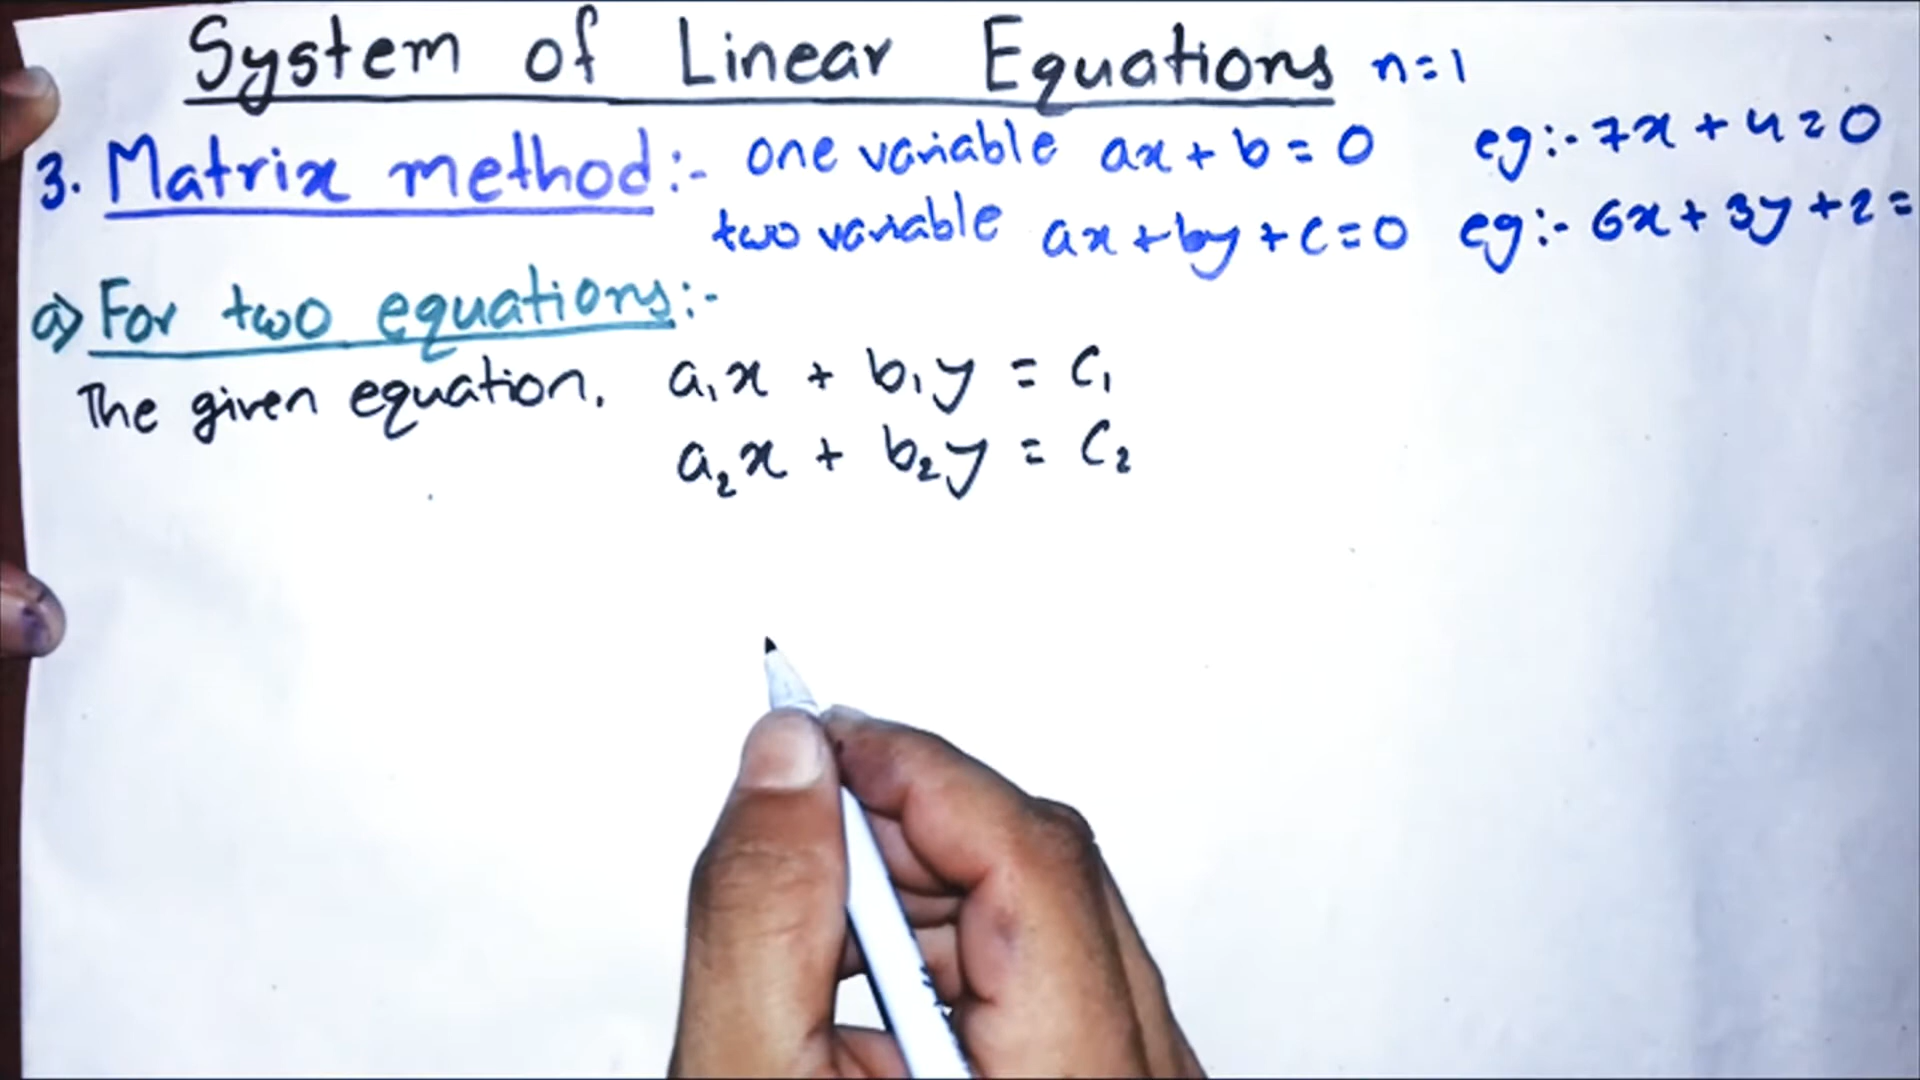 System of Linear Equations n=1
3. Matrix method:- one variable ax + b = 0 eg:- 7x + 4 = 0
two variable ax + by + c = 0 eg:- 6x + 3y + 2 =
a) For two equations:-
The given equation. a₁x + b₁y = c₁
a₂x + b₂y = c₂